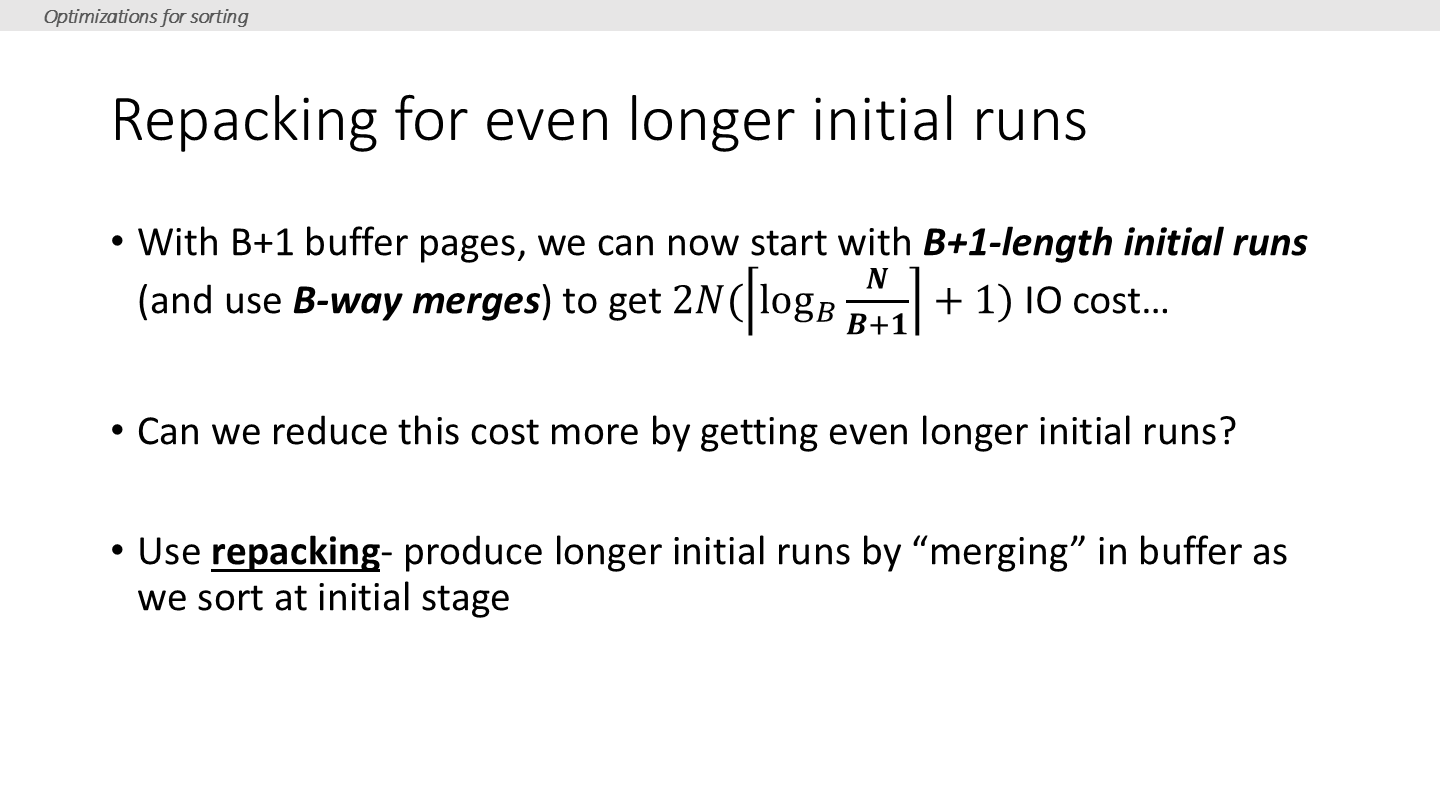 Optimizations for sorting
Repacking for even longer initial runs
• With B+1 buffer pages, we can now start with B+1-length initial runs
(and use B-way merges) to get 2N(⌈log_B N/B+1⌉ + 1) IO cost…
• Can we reduce this cost more by getting even longer initial runs?
• Use repacking- produce longer initial runs by “merging” in buffer as
we sort at initial stage